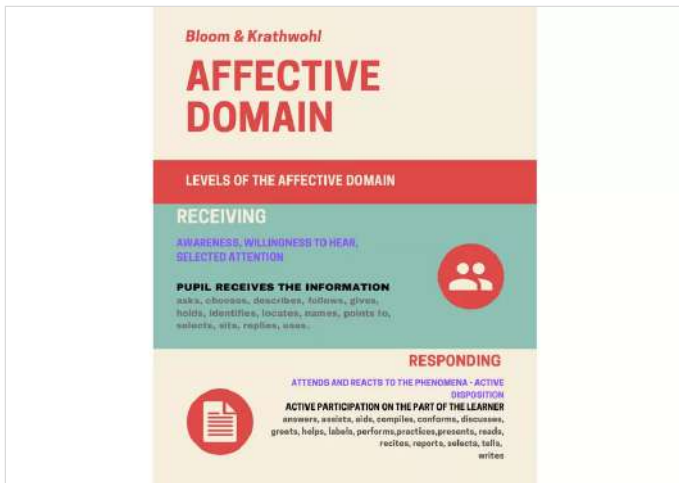 Bloom & Krathwohl
AFFECTIVE
DOMAIN
LEVELS OF THE AFFECTIVE DOMAIN
RECEIVING
AWARENESS, WILLINGNESS TO HEAR,
SELECTED ATTENTION
PUPIL RECEIVES THE INFORMATION
asks, chooses, describes, follows, gives,
holds, identifies, locates, names, points to,
selects, sits, replies, uses.
RESPONDING
ATTENDS AND REACTS TO THE PHENOMENA - ACTIVE
DISPOSITION
ACTIVE PARTICIPATION ON THE PART OF THE LEARNER
answers, assists, aids, compiles, conforms, discusses,
greets, helps, labels, performs,practices,presents, reads,
recites, reports, selects, tells,
writes